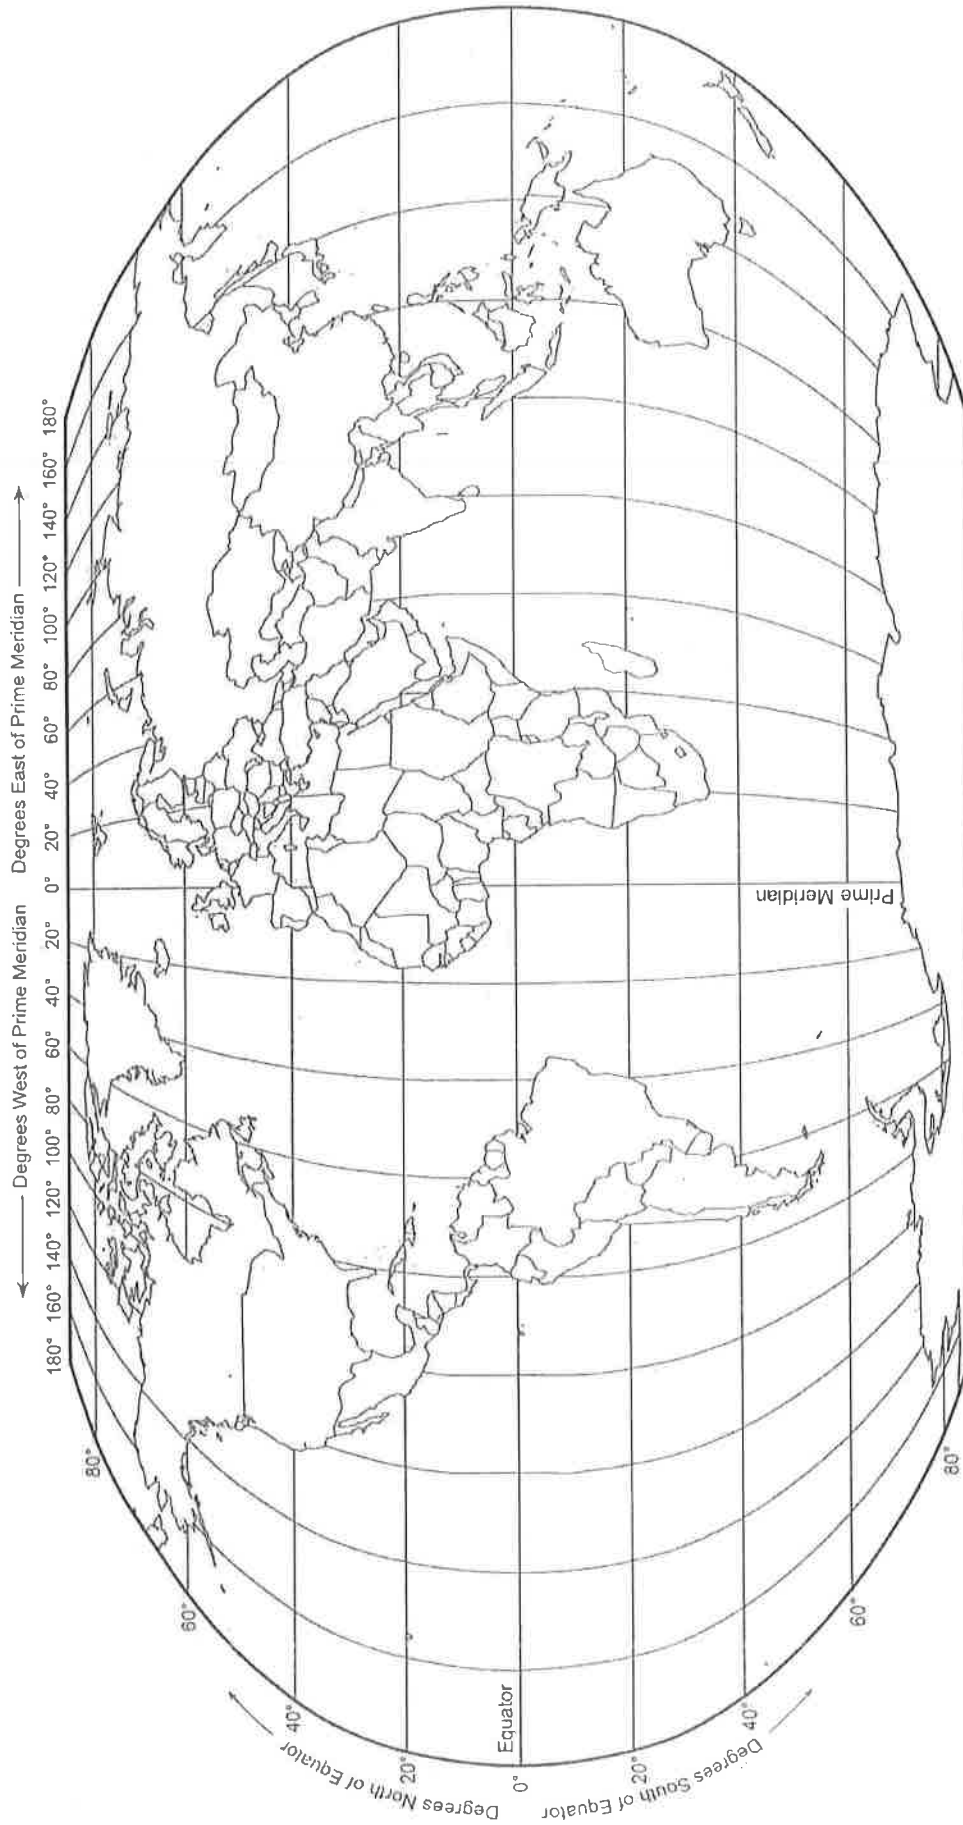 ← Degrees West of Prime Meridian   Degrees East of Prime Meridian →
180° 160° 140° 120° 100° 80° 60° 40° 20° 0° 20° 40° 60° 80° 100° 120° 140° 160° 180°
80°
60°
40°
20°
0°
20°
40°
60°
80°
Degrees North of Equator
Degrees South of Equator
Equator
Prime Meridian